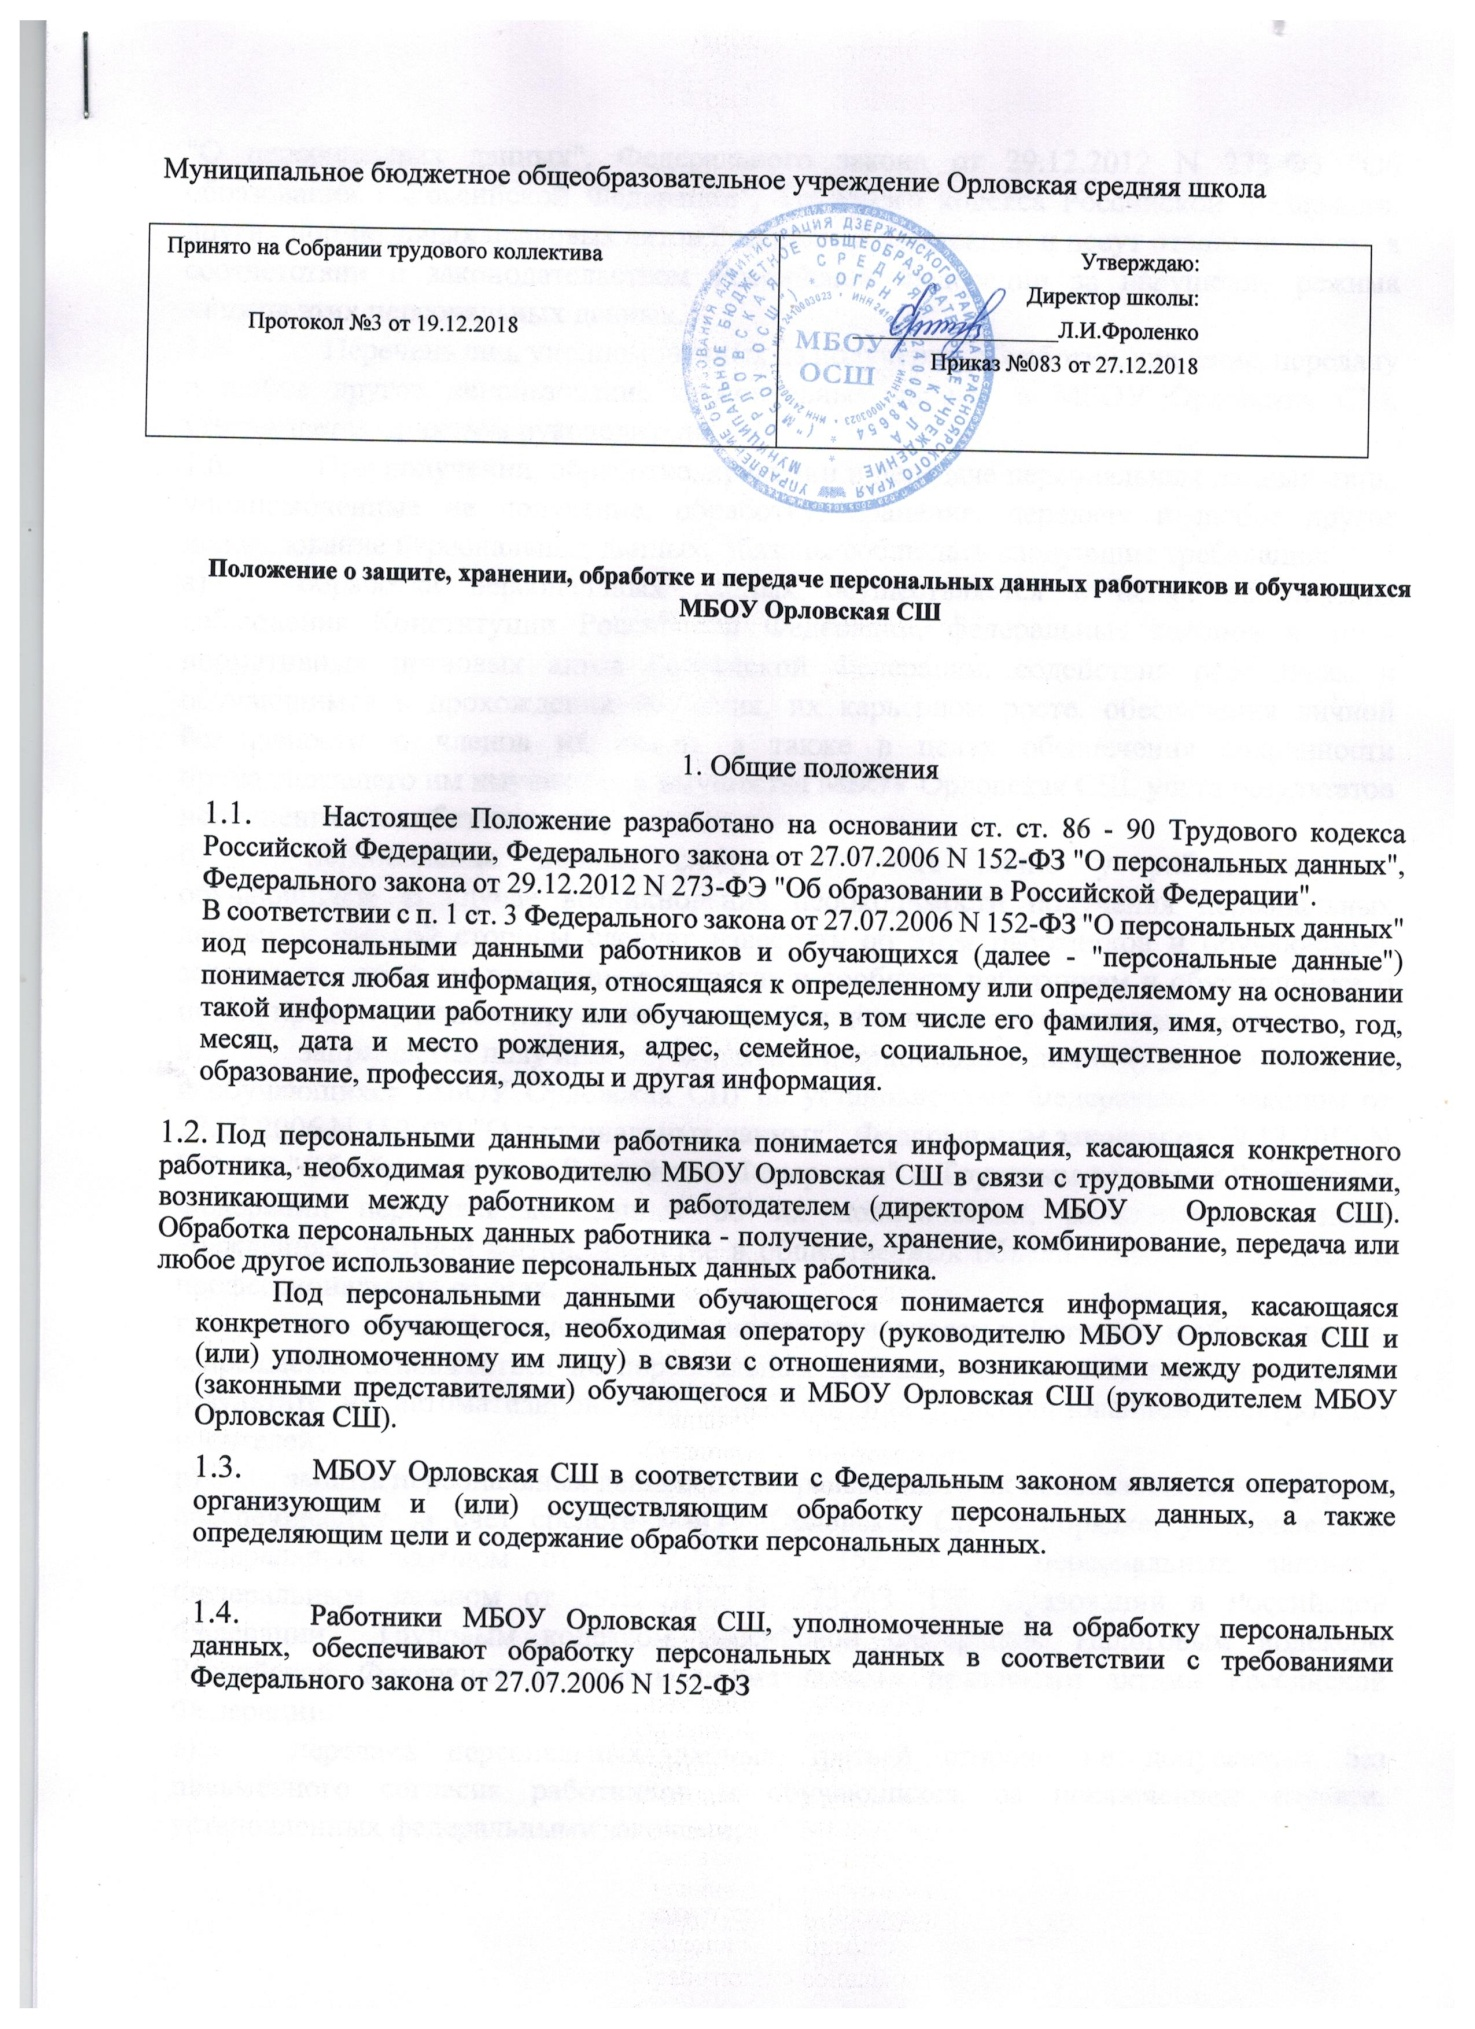 Муниципальное бюджетное общеобразовательное учреждение Орловская средняя школа
Принято на Собрании трудового коллектива
Протокол №3 от 19.12.2018
Утверждаю:
Директор школы:
Л.И.Фроленко
Приказ №083 от 27.12.2018
МБОУ
ОСШ
Положение о защите, хранении, обработке и передаче персональных данных работников и обучающихся
МБОУ Орловская СШ
1. Общие положения
1.1. Настоящее Положение разработано на основании ст. ст. 86 - 90 Трудового кодекса
Российской Федерации, Федерального закона от 27.07.2006 N 152-ФЗ "О персональных данных",
Федерального закона от 29.12.2012 N 273-ФЭ "Об образовании в Российской Федерации".
В соответствии с п. 1 ст. 3 Федерального закона от 27.07.2006 N 152-ФЗ "О персональных данных"
иод персональными данными работников и обучающихся (далее - "персональные данные")
понимается любая информация, относящаяся к определенному или определяемому на основании
такой информации работнику или обучающемуся, в том числе его фамилия, имя, отчество, год,
месяц, дата и место рождения, адрес, семейное, социальное, имущественное положение,
образование, профессия, доходы и другая информация.
1.2. Под персональными данными работника понимается информация, касающаяся конкретного
работника, необходимая руководителю МБОУ Орловская СШ в связи с трудовыми отношениями,
возникающими между работником и работодателем (директором МБОУ Орловская СШ).
Обработка персональных данных работника - получение, хранение, комбинирование, передача или
любое другое использование персональных данных работника.
Под персональными данными обучающегося понимается информация, касающаяся
конкретного обучающегося, необходимая оператору (руководителю МБОУ Орловская СШ и
(или) уполномоченному им лицу) в связи с отношениями, возникающими между родителями
(законными представителями) обучающегося и МБОУ Орловская СШ (руководителем МБОУ
Орловская СШ).
1.3. МБОУ Орловская СШ в соответствии с Федеральным законом является оператором,
организующим и (или) осуществляющим обработку персональных данных, а также
определяющим цели и содержание обработки персональных данных.
1.4. Работники МБОУ Орловская СШ, уполномоченные на обработку персональных
данных, обеспечивают обработку персональных данных в соответствии с требованиями
Федерального закона от 27.07.2006 N 152-ФЗ